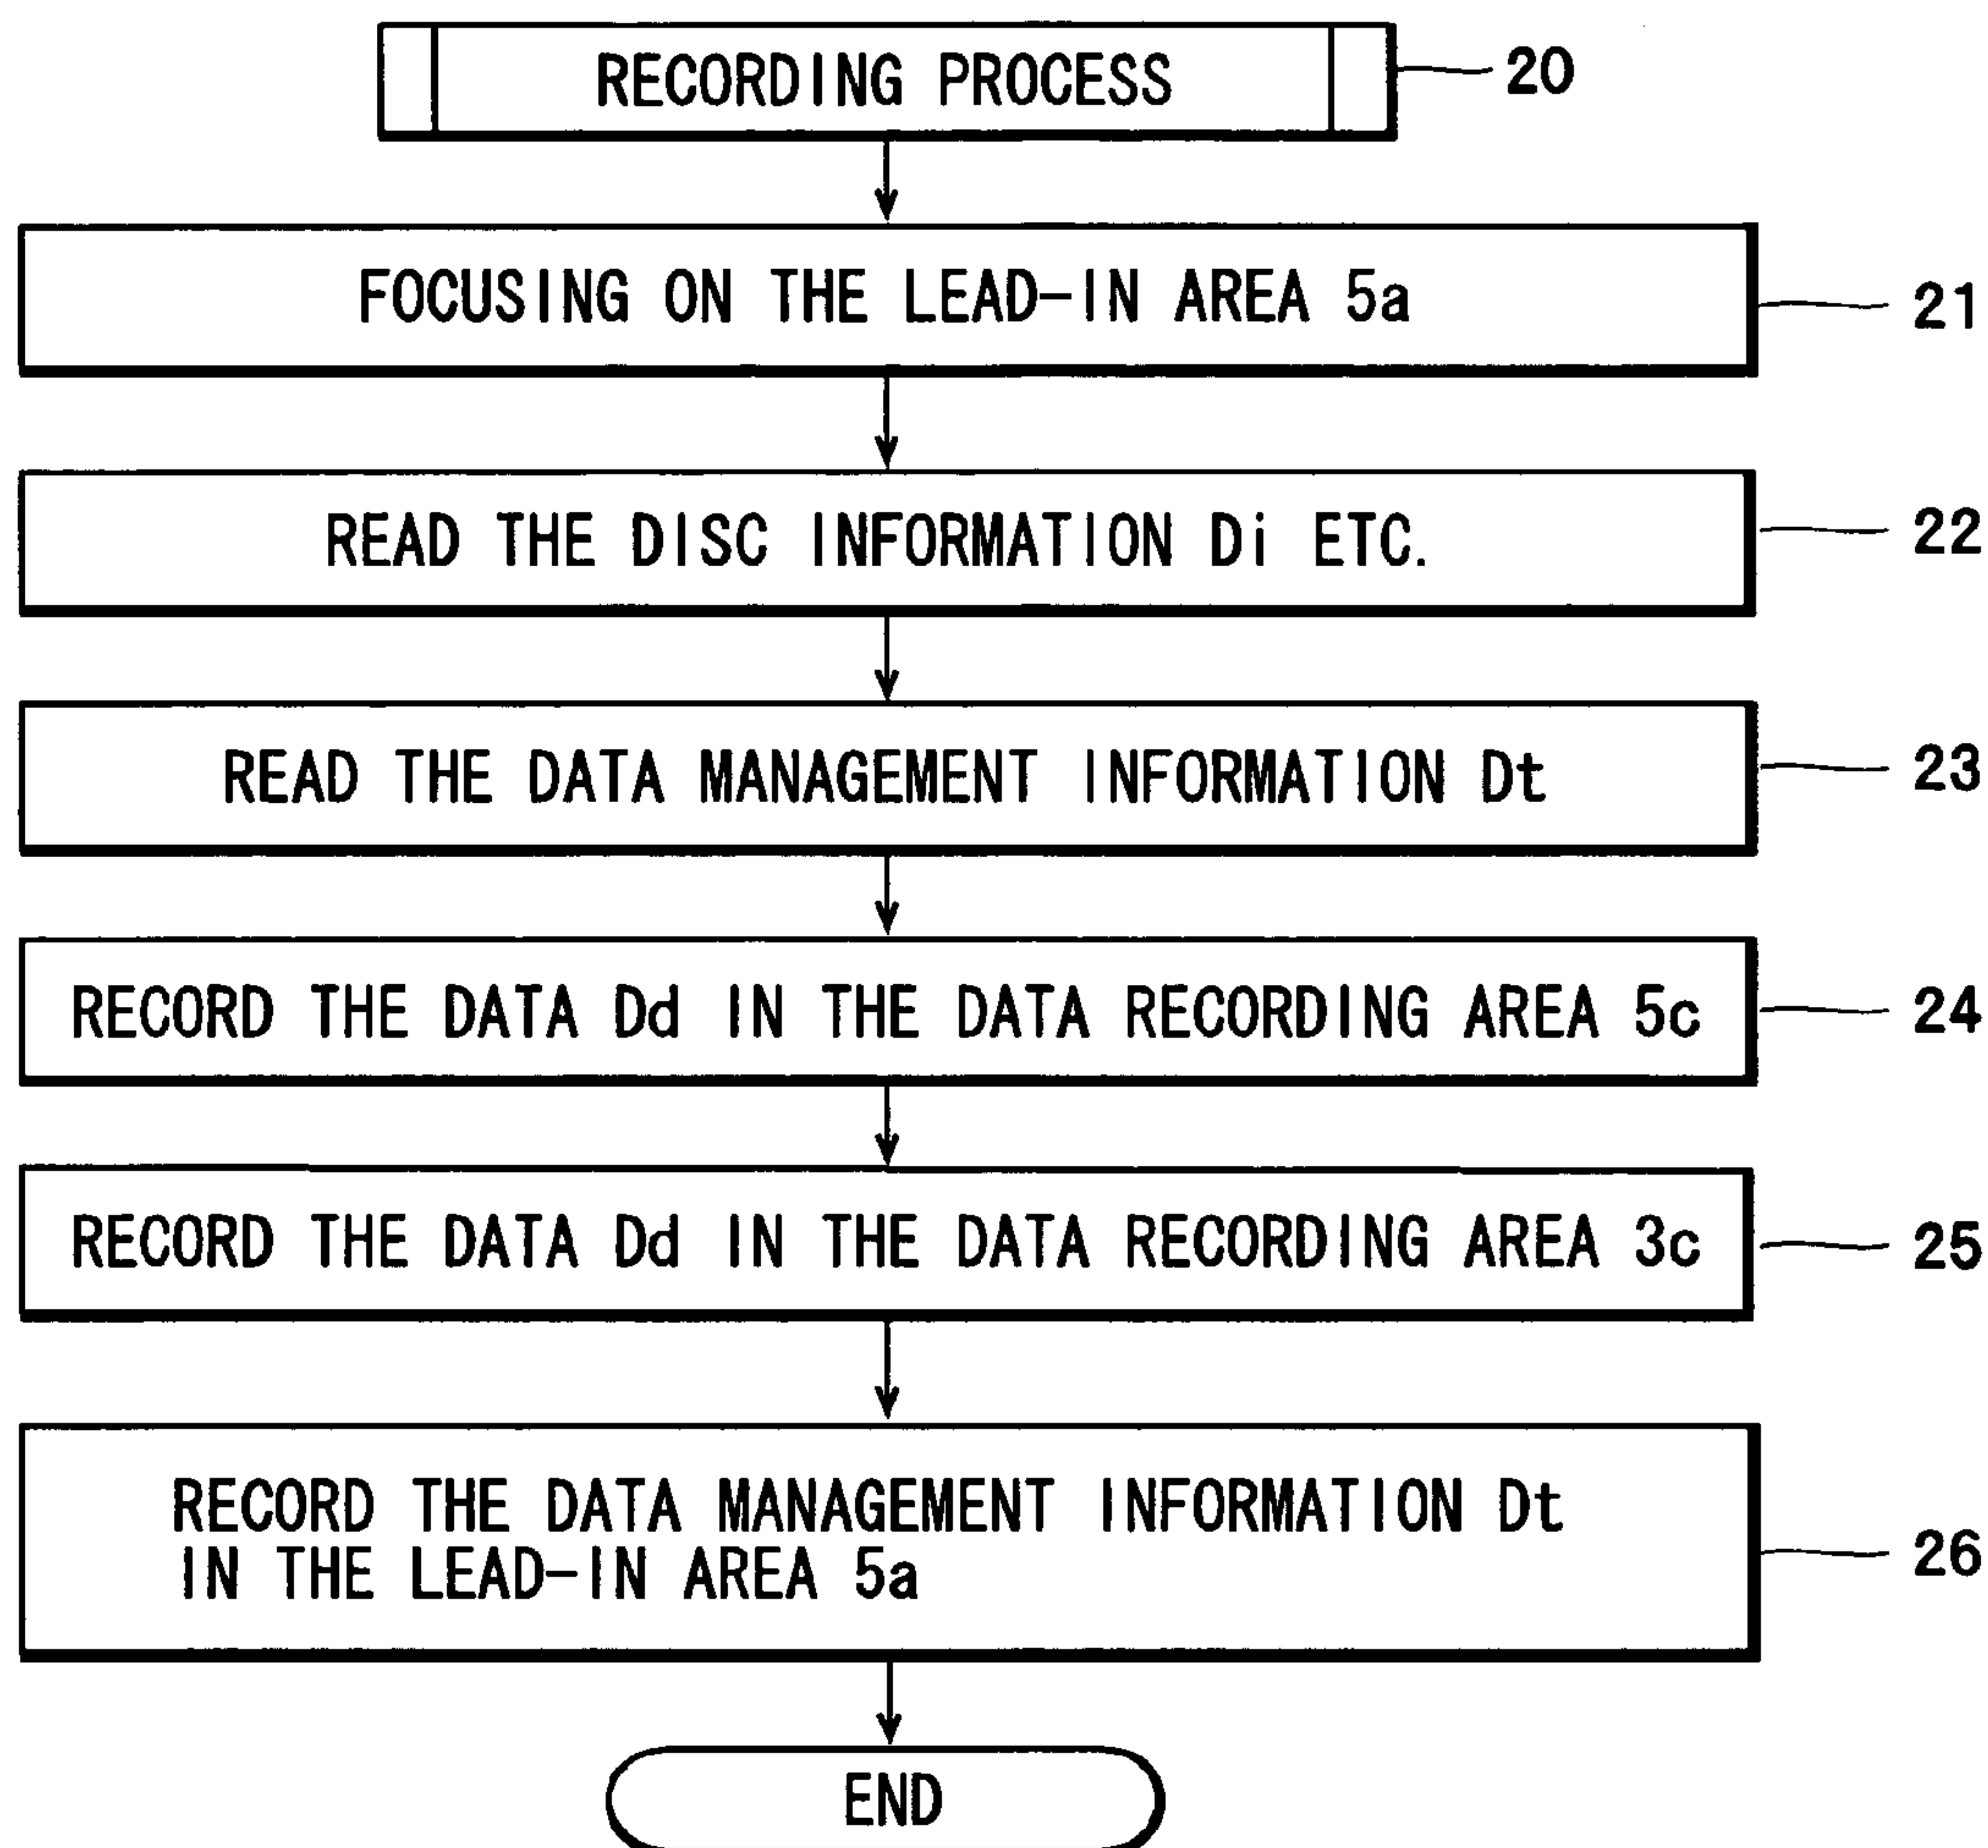 RECORDING PROCESS
20
FOCUSING ON THE LEAD-IN AREA 5a
21
READ THE DISC INFORMATION Di ETC.
22
READ THE DATA MANAGEMENT INFORMATION Dt
23
RECORD THE DATA Dd IN THE DATA RECORDING AREA 5c
24
RECORD THE DATA Dd IN THE DATA RECORDING AREA 3c
25
RECORD THE DATA MANAGEMENT INFORMATION Dt
IN THE LEAD-IN AREA 5a
26
END